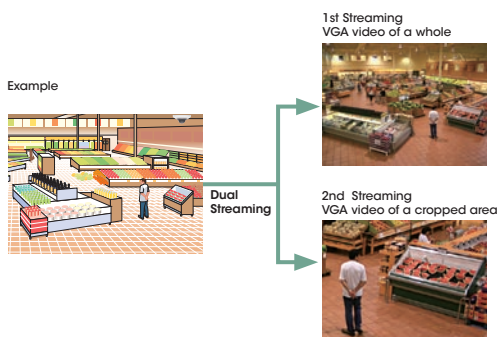 Example
Dual
Streaming
1st Streaming
VGA video of a whole
2nd  Streaming
VGA video of a cropped area